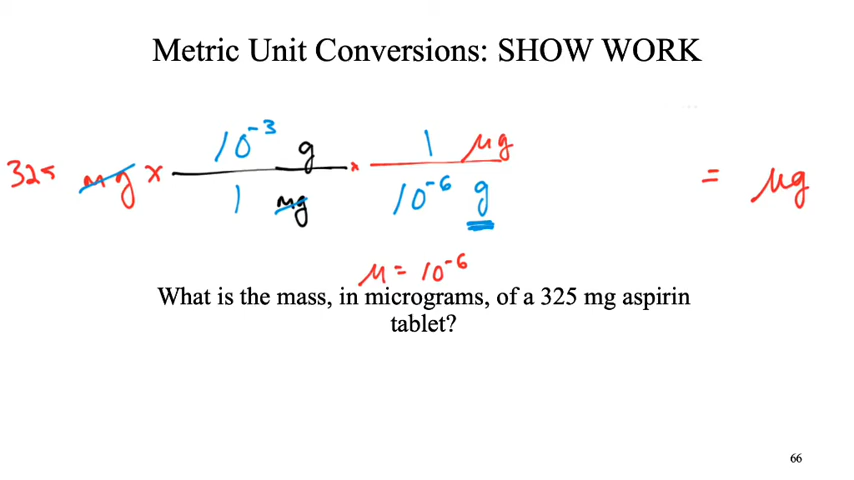 Metric Unit Conversions: SHOW WORK
325 mg x 10⁻³ g / 1 mg x 1 μg / 10⁻⁶ g = μg
μ = 10⁻⁶
What is the mass, in micrograms, of a 325 mg aspirin
tablet?
66